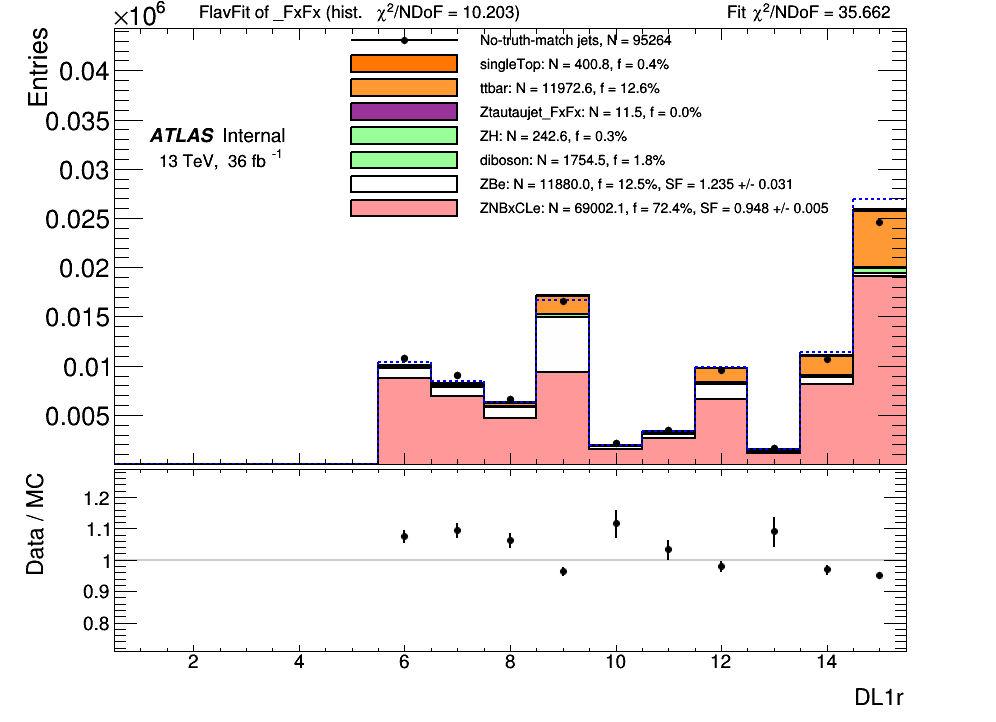 ×10⁶ FlavFit of _FxFx (hist. χ²/NDoF = 10.203) Fit χ²/NDoF = 35.662
Entries
No-truth-match jets, N = 95264
singleTop: N = 400.8, f = 0.4%
ttbar: N = 11972.6, f = 12.6%
Ztautaujet_FxFx: N = 11.5, f = 0.0%
ZH: N = 242.6, f = 0.3%
diboson: N = 1754.5, f = 1.8%
ZBe: N = 11880.0, f = 12.5%, SF = 1.235 +/- 0.031
ZNBxCLe: N = 69002.1, f = 72.4%, SF = 0.948 +/- 0.005
ATLAS Internal
13 TeV, 36 fb -1
0.04
0.035
0.03
0.025
0.02
0.015
0.01
0.005
Data / MC
1.2
1.1
1
0.9
0.8
2 4 6 8 10 12 14
DL1r